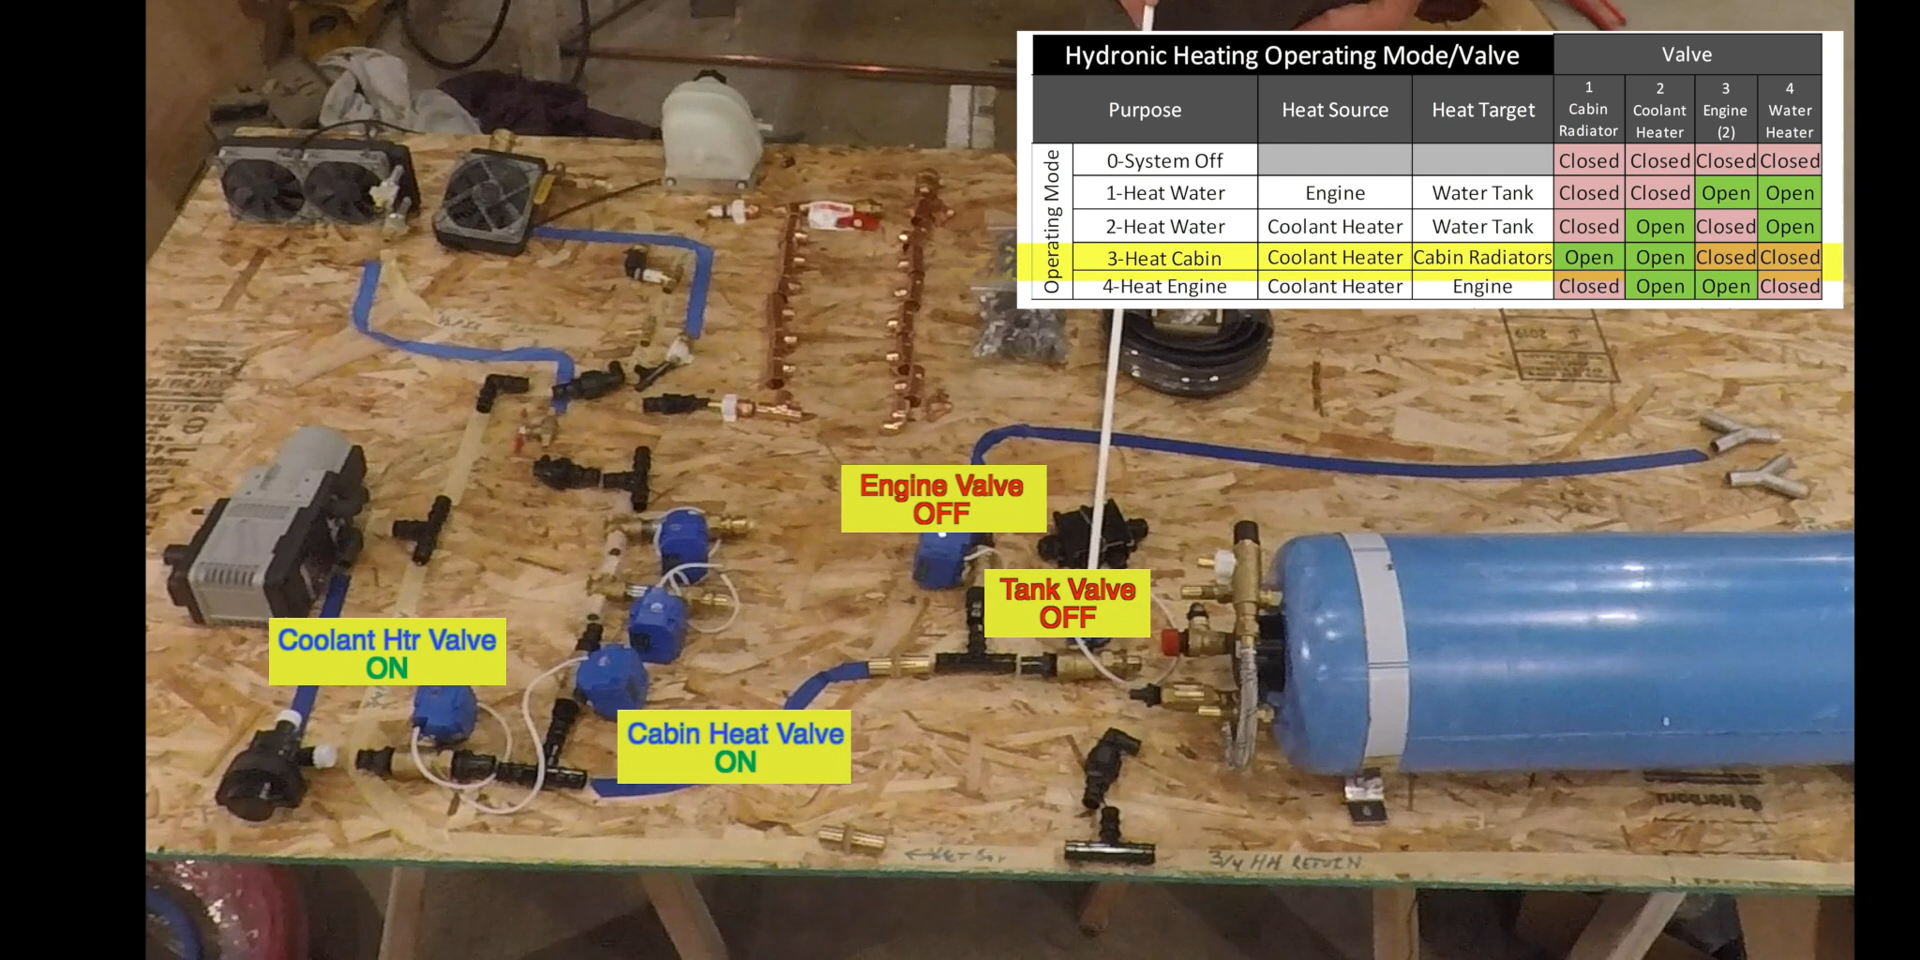 Hydronic Heating Operating Mode/Valve
Valve
Purpose
Heat Source
Heat Target
1
Cabin
Radiator
2
Coolant
Heater
3
Engine
(2)
4
Water
Heater
Operating Mode
0-System Off Closed Closed Closed Closed
1-Heat Water Engine Water Tank Closed Closed Open Open
2-Heat Water Coolant Heater Water Tank Closed Open Closed Open
3-Heat Cabin Coolant Heater Cabin Radiators Open Open Closed Closed
4-Heat Engine Coolant Heater Engine Closed Open Open Closed
Engine Valve
OFF
Tank Valve
OFF
Coolant Htr Valve
ON
Cabin Heat Valve
ON
3/4 HH RETURN